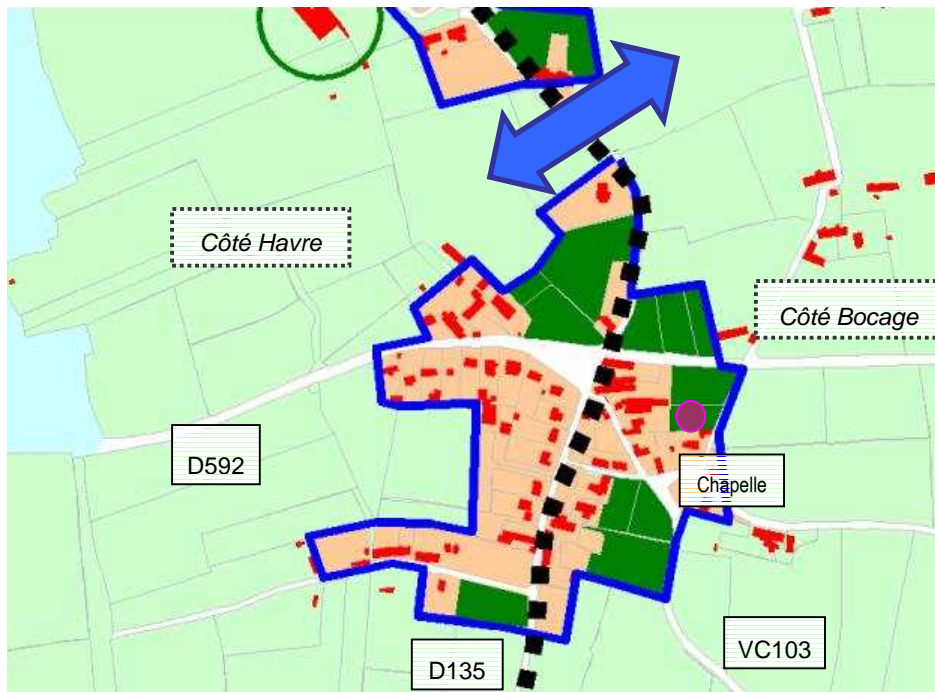 Côté Havre
Côté Bocage
D592
Chapelle
D135
VC103